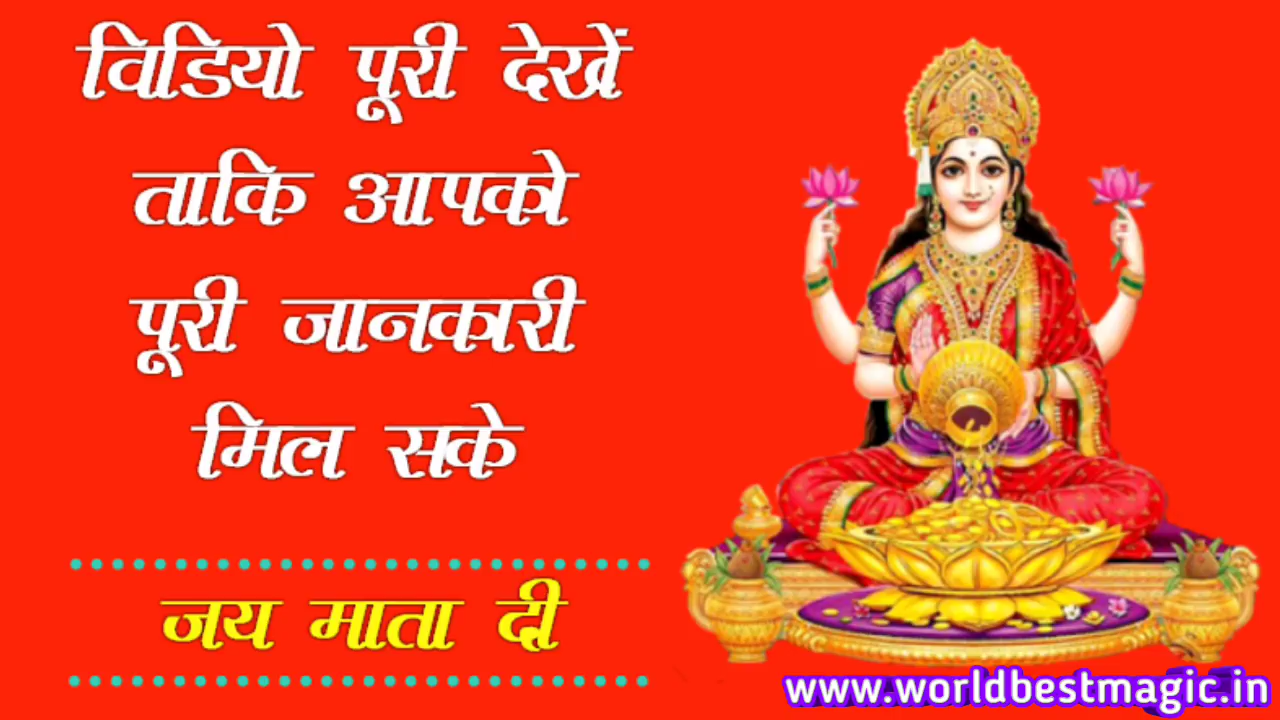 विडियो पूरी देखें
ताकि आपको
पूरी जानकारी
मिल सके
जय माता दी
www.worldbestmagic.in